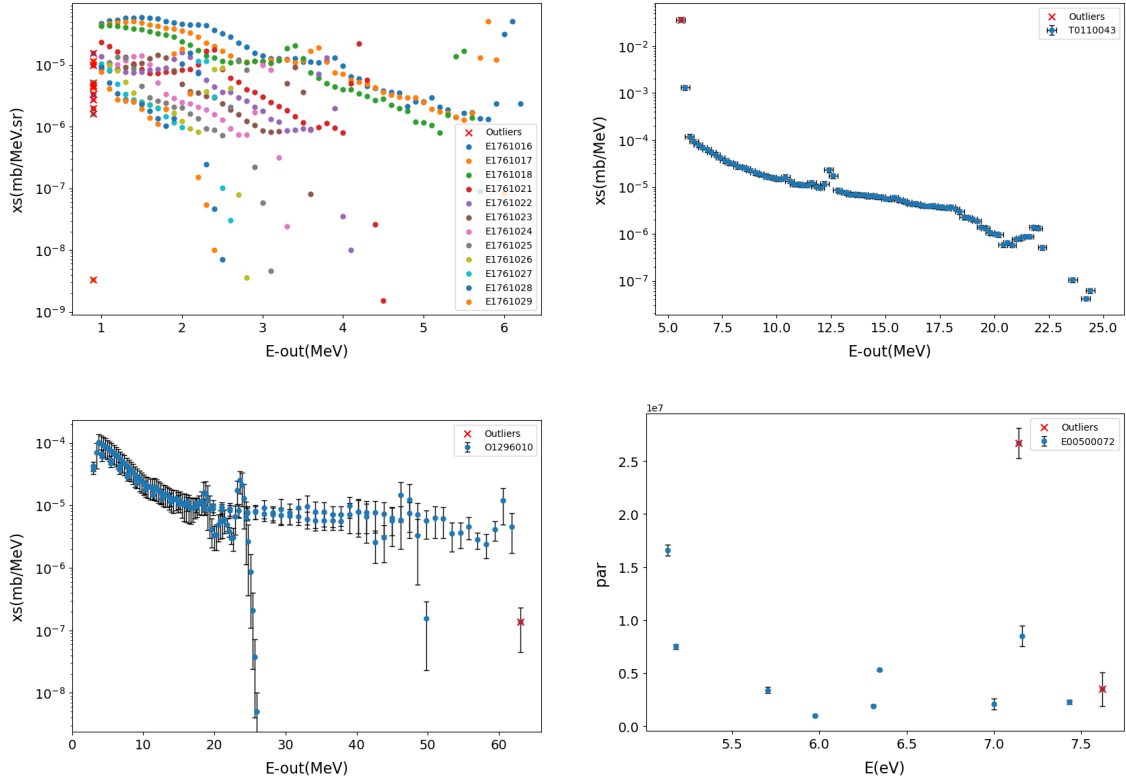 xs(mb/MeV.sr)
10⁻⁵
10⁻⁶
10⁻⁷
10⁻⁸
10⁻⁹
1 2 3 4 5 6
E-out(MeV)
Outliers
E1761016
E1761017
E1761018
E1761021
E1761022
E1761023
E1761024
E1761025
E1761026
E1761027
E1761028
E1761029
xs(mb/MeV)
10⁻²
10⁻³
10⁻⁴
10⁻⁵
10⁻⁶
10⁻⁷
5.0 7.5 10.0 12.5 15.0 17.5 20.0 22.5 25.0
E-out(MeV)
Outliers
T0110043
xs(mb/MeV)
10⁻⁴
10⁻⁵
10⁻⁶
10⁻⁷
10⁻⁸
0 10 20 30 40 50 60
E-out(MeV)
Outliers
O1296010
1e7
par
2.5
2.0
1.5
1.0
0.5
0.0
5.5 6.0 6.5 7.0 7.5
E(eV)
Outliers
E00500072